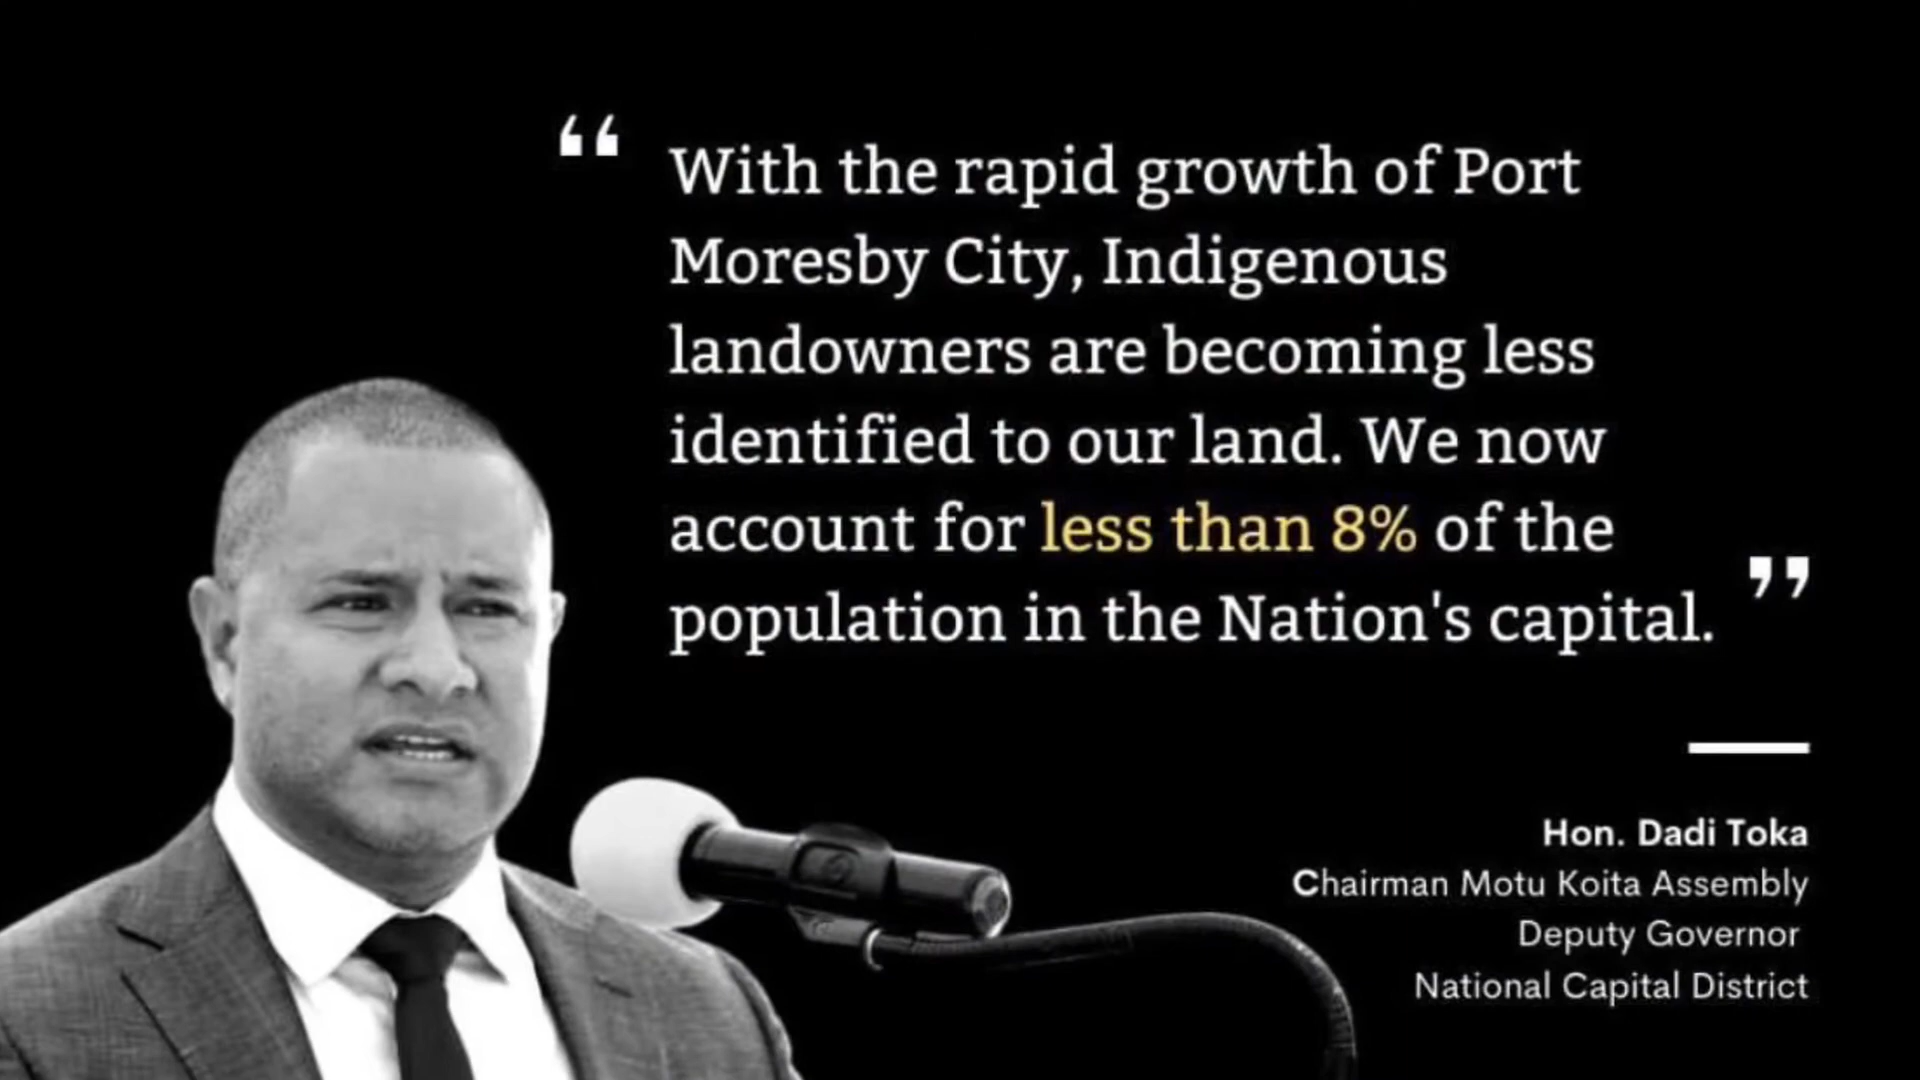 “ With the rapid growth of Port
Moresby City, Indigenous
landowners are becoming less
identified to our land. We now
account for less than 8% of the
population in the Nation's capital. ”
Hon. Dadi Toka
Chairman Motu Koita Assembly
Deputy Governor
National Capital District